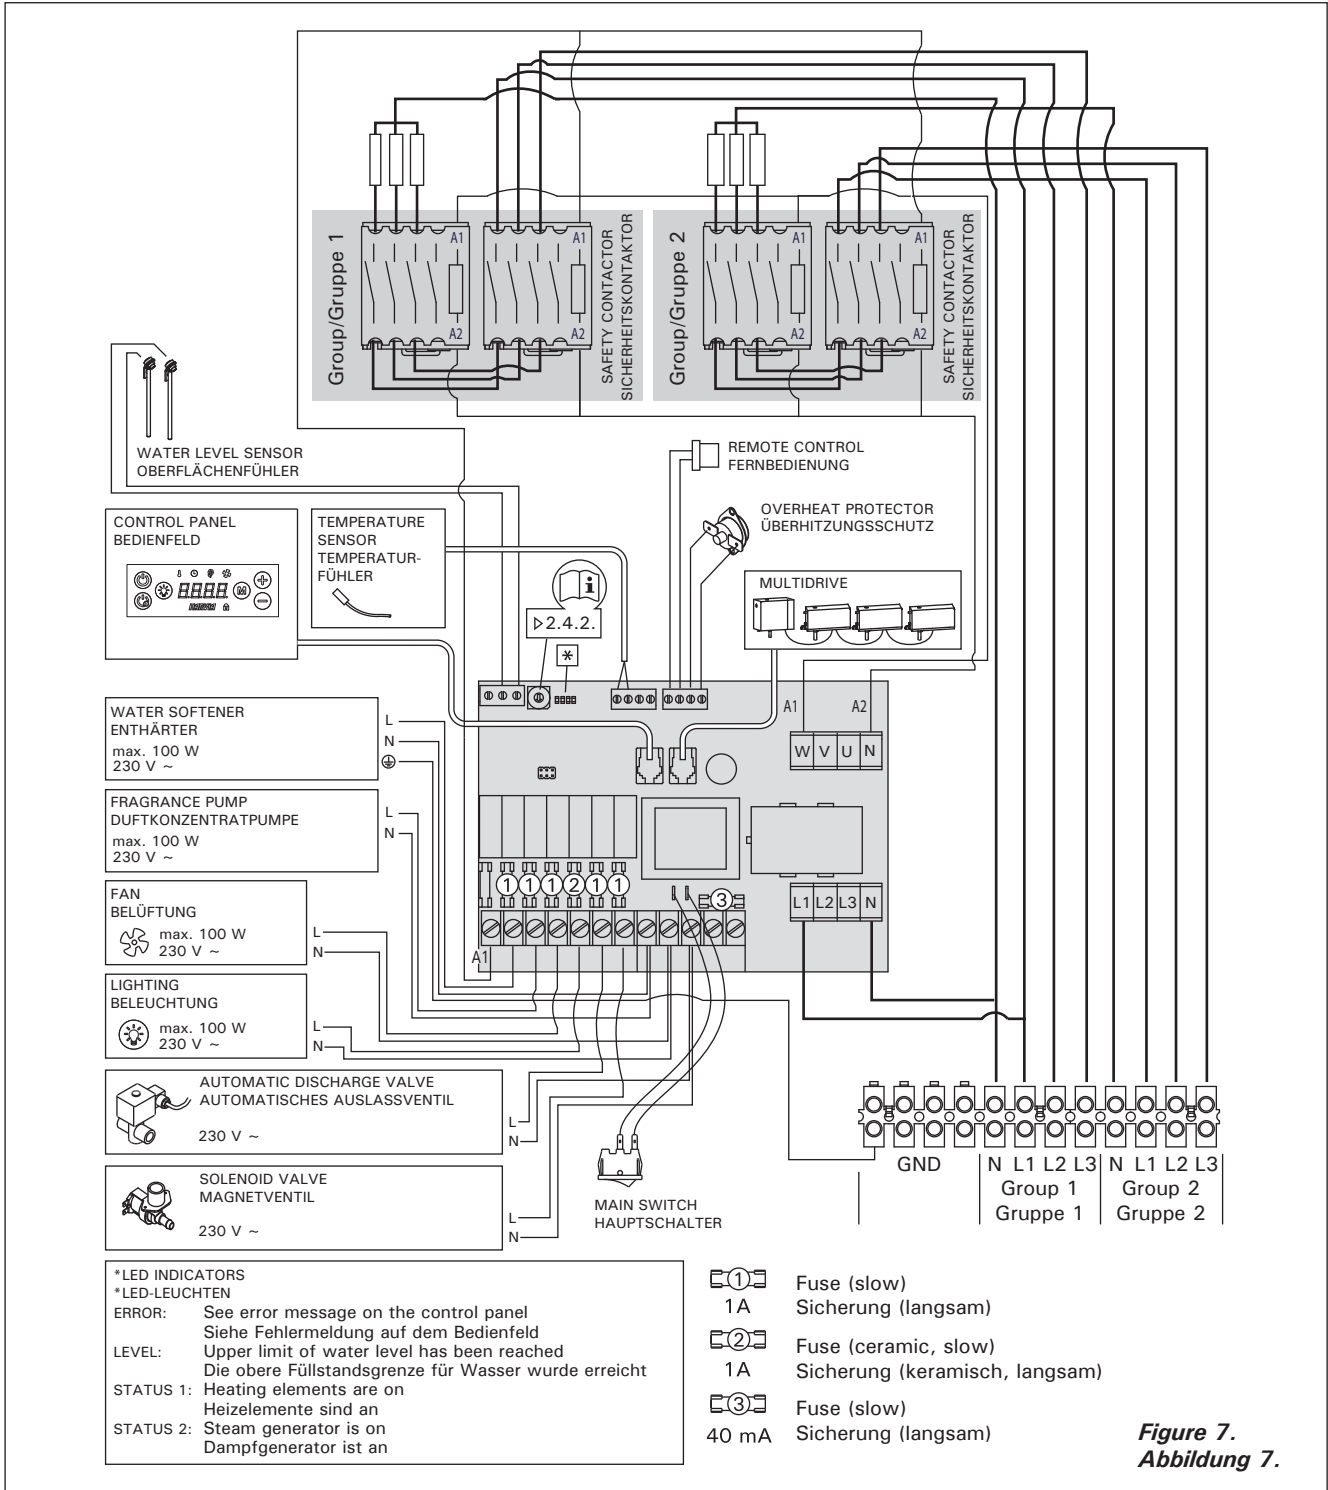 Group/Gruppe 1
A1
A2
A1
A2
SAFETY CONTACTOR
SICHERHEITSKONTAKTOR
Group/Gruppe 2
A1
A2
A1
A2
SAFETY CONTACTOR
SICHERHEITSKONTAKTOR
WATER LEVEL SENSOR
OBERFLÄCHENFÜHLER
REMOTE CONTROL
FERNBEDIENUNG
CONTROL PANEL
BEDIENFELD
8.8.8.8
M
HARVIA
TEMPERATURE
SENSOR
TEMPERATUR-
FÜHLER
OVERHEAT PROTECTOR
ÜBERHITZUNGSSCHUTZ
i
▷2.4.2.
*
MULTIDRIVE
A1
A2
W V U N
WATER SOFTENER
ENTHÄRTER
max. 100 W
230 V ~
L
N
FRAGRANCE PUMP
DUFTKONZENTRATPUMPE
max. 100 W
230 V ~
L
N
1 1 1 2 1 1
3
L1 L2 L3 N
A1
FAN
BELÜFTUNG
max. 100 W
230 V ~
L
N
LIGHTING
BELEUCHTUNG
max. 100 W
230 V ~
L
N
AUTOMATIC DISCHARGE VALVE
AUTOMATISCHES AUSLASSVENTIL
230 V ~
L
N
SOLENOID VALVE
MAGNETVENTIL
230 V ~
L
N
MAIN SWITCH
HAUPTSCHALTER
GND
N L1 L2 L3
Group 1
Gruppe 1
N L1 L2 L3
Group 2
Gruppe 2
*LED INDICATORS
*LED-LEUCHTEN
ERROR: See error message on the control panel
Siehe Fehlermeldung auf dem Bedienfeld
LEVEL: Upper limit of water level has been reached
Die obere Füllstandsgrenze für Wasser wurde erreicht
STATUS 1: Heating elements are on
Heizelemente sind an
STATUS 2: Steam generator is on
Dampfgenerator ist an
1 Fuse (slow)
1A Sicherung (langsam)
2 Fuse (ceramic, slow)
1A Sicherung (keramisch, langsam)
3 Fuse (slow)
40 mA Sicherung (langsam)
Figure 7.
Abbildung 7.